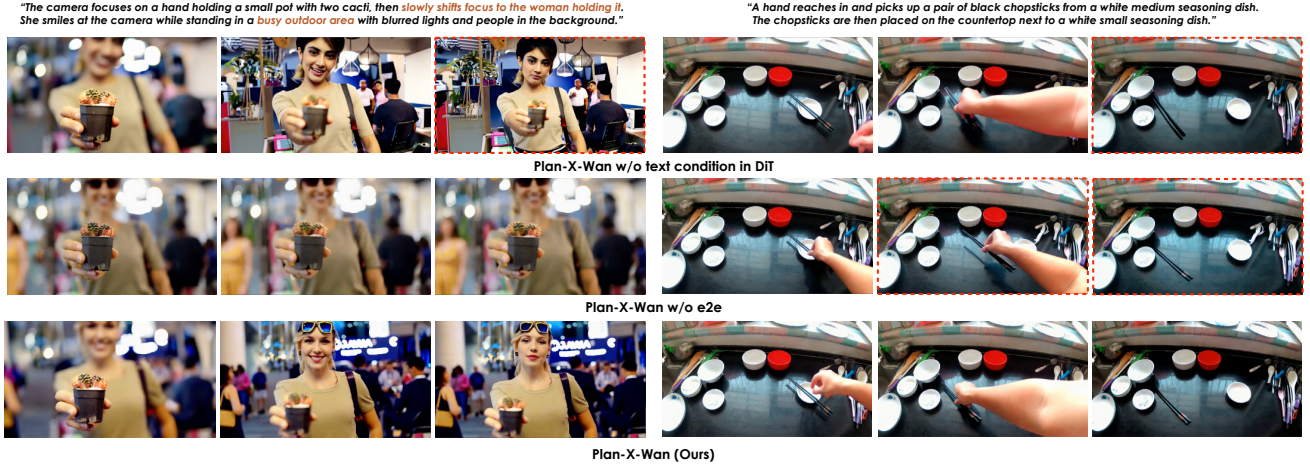 "The camera focuses on a hand holding a small pot with two cacti, then slowly shifts focus to the woman holding it.
She smiles at the camera while standing in a busy outdoor area with blurred lights and people in the background."
"A hand reaches in and picks up a pair of black chopsticks from a white medium seasoning dish.
The chopsticks are then placed on the countertop next to a white small seasoning dish."
Plan-X-Wan w/o text condition in DiT
Plan-X-Wan w/o e2e
Plan-X-Wan (Ours)